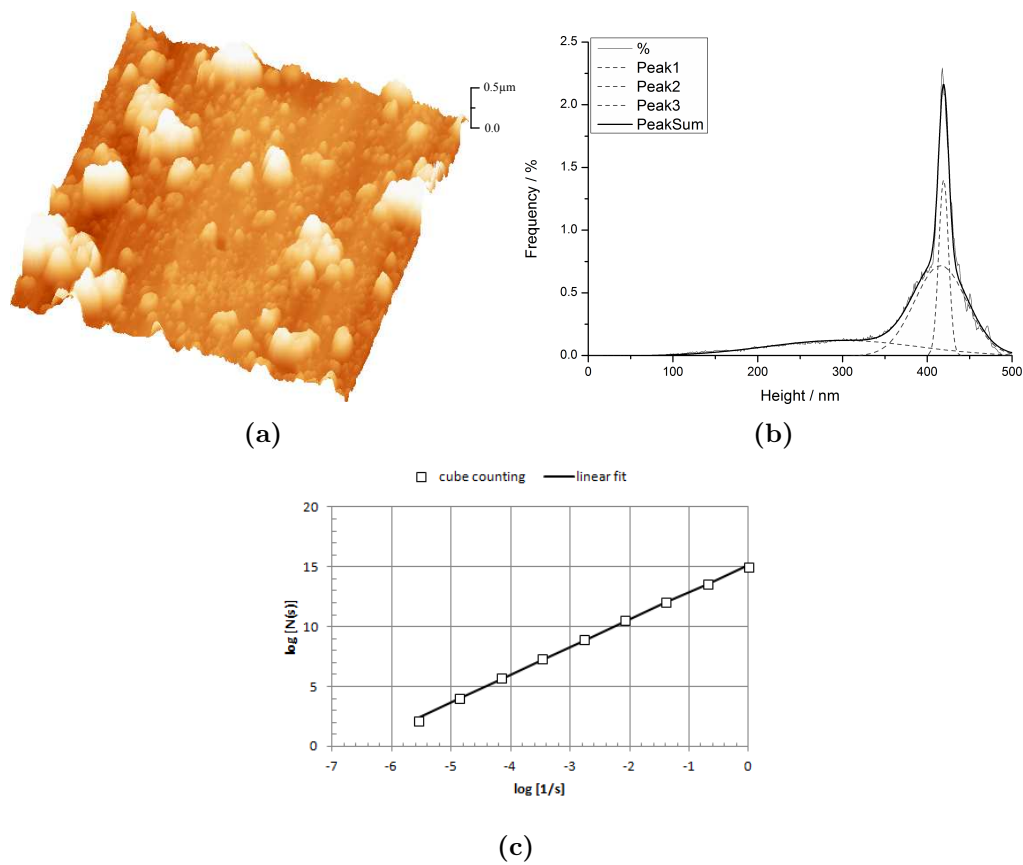 0.5μm
0.0
(a)
2.5
2.0
1.5
1.0
0.5
0.0
%
Peak1
Peak2
Peak3
PeakSum
Frequency / %
0
100
200
300
400
500
Height / nm
(b)
cube counting
linear fit
20
15
10
5
0
log [N(s)]
-7
-6
-5
-4
-3
-2
-1
0
log [1/s]
(c)